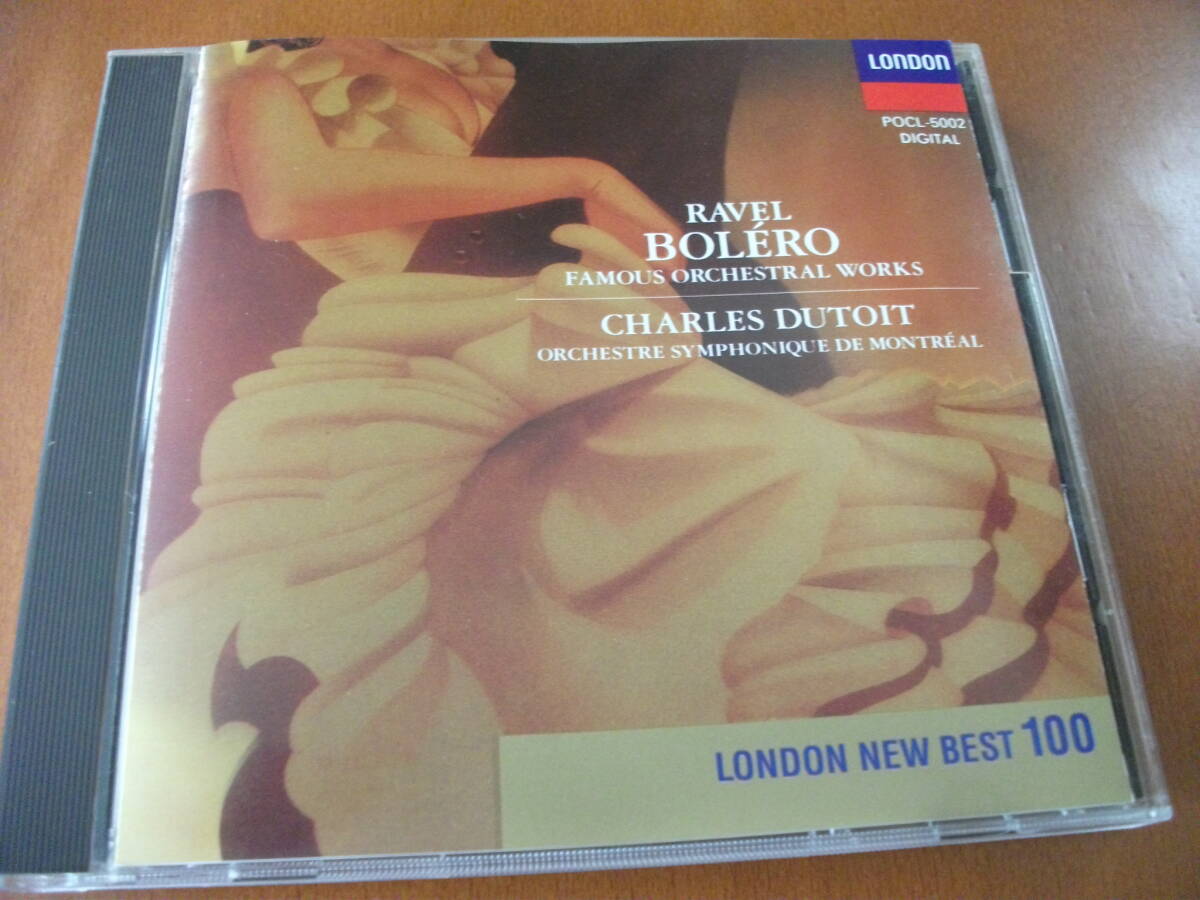 LONDON
POCL-5002
DIGITAL
RAVEL
BOLÉRO
FAMOUS ORCHESTRAL WORKS
CHARLES DUTOIT
ORCHESTRE SYMPHONIQUE DE MONTRÉAL
LONDON NEW BEST 100